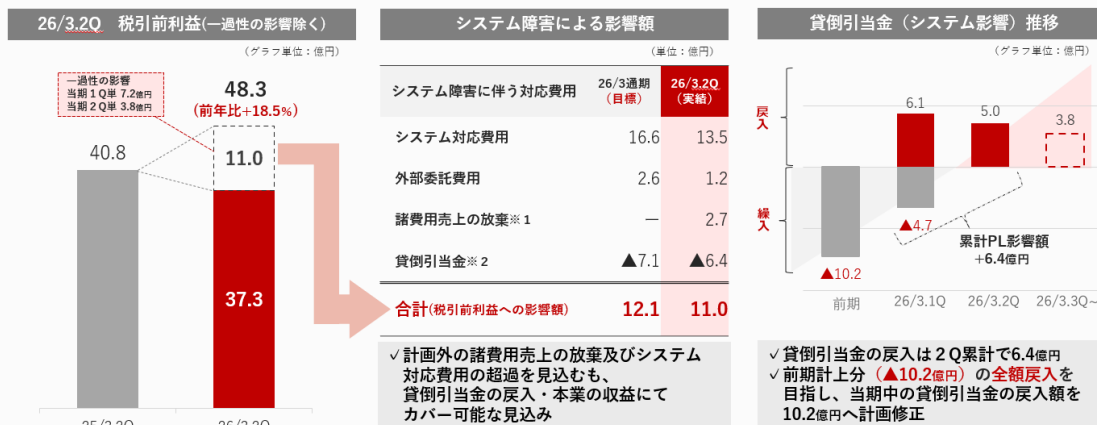 26/3.2Q 税引前利益(一過性の影響除く)
(グラフ単位:億円)
一過性の影響
当期1Q単 7.2億円
当期2Q単 3.8億円
48.3
(前年比+18.5%)
40.8
11.0
37.3
25/3.2Q
26/3.2Q
システム障害による影響額
(単位:億円)
システム障害に伴う対応費用
26/3通期
(目標)
26/3.2Q
(実績)
システム対応費用 16.6 13.5
外部委託費用 2.6 1.2
諸費用売上の放棄※1 ― 2.7
貸倒引当金※2 ▲7.1 ▲6.4
合計(税引前利益への影響額) 12.1 11.0
✓計画外の諸費用売上の放棄及びシステム
対応費用の超過を見込むも、
貸倒引当金の戻入・本業の収益にて
カバー可能な見込み
貸倒引当金(システム影響)推移
(グラフ単位:億円)
戻入
繰入
6.1
5.0
3.8
▲4.7
▲10.2
累計PL影響額
+6.4億円
前期
26/3.1Q
26/3.2Q
26/3.3Q~
✓貸倒引当金の戻入は2Q累計で6.4億円
✓前期計上分(▲10.2億円)の全額戻入を
目指し、当期中の貸倒引当金の戻入額を
10.2億円へ計画修正